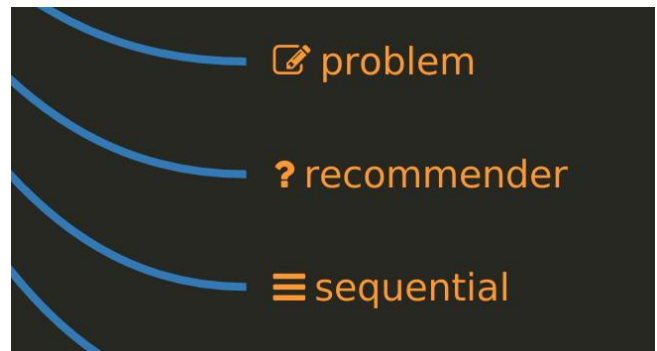 problem
? recommender
sequential